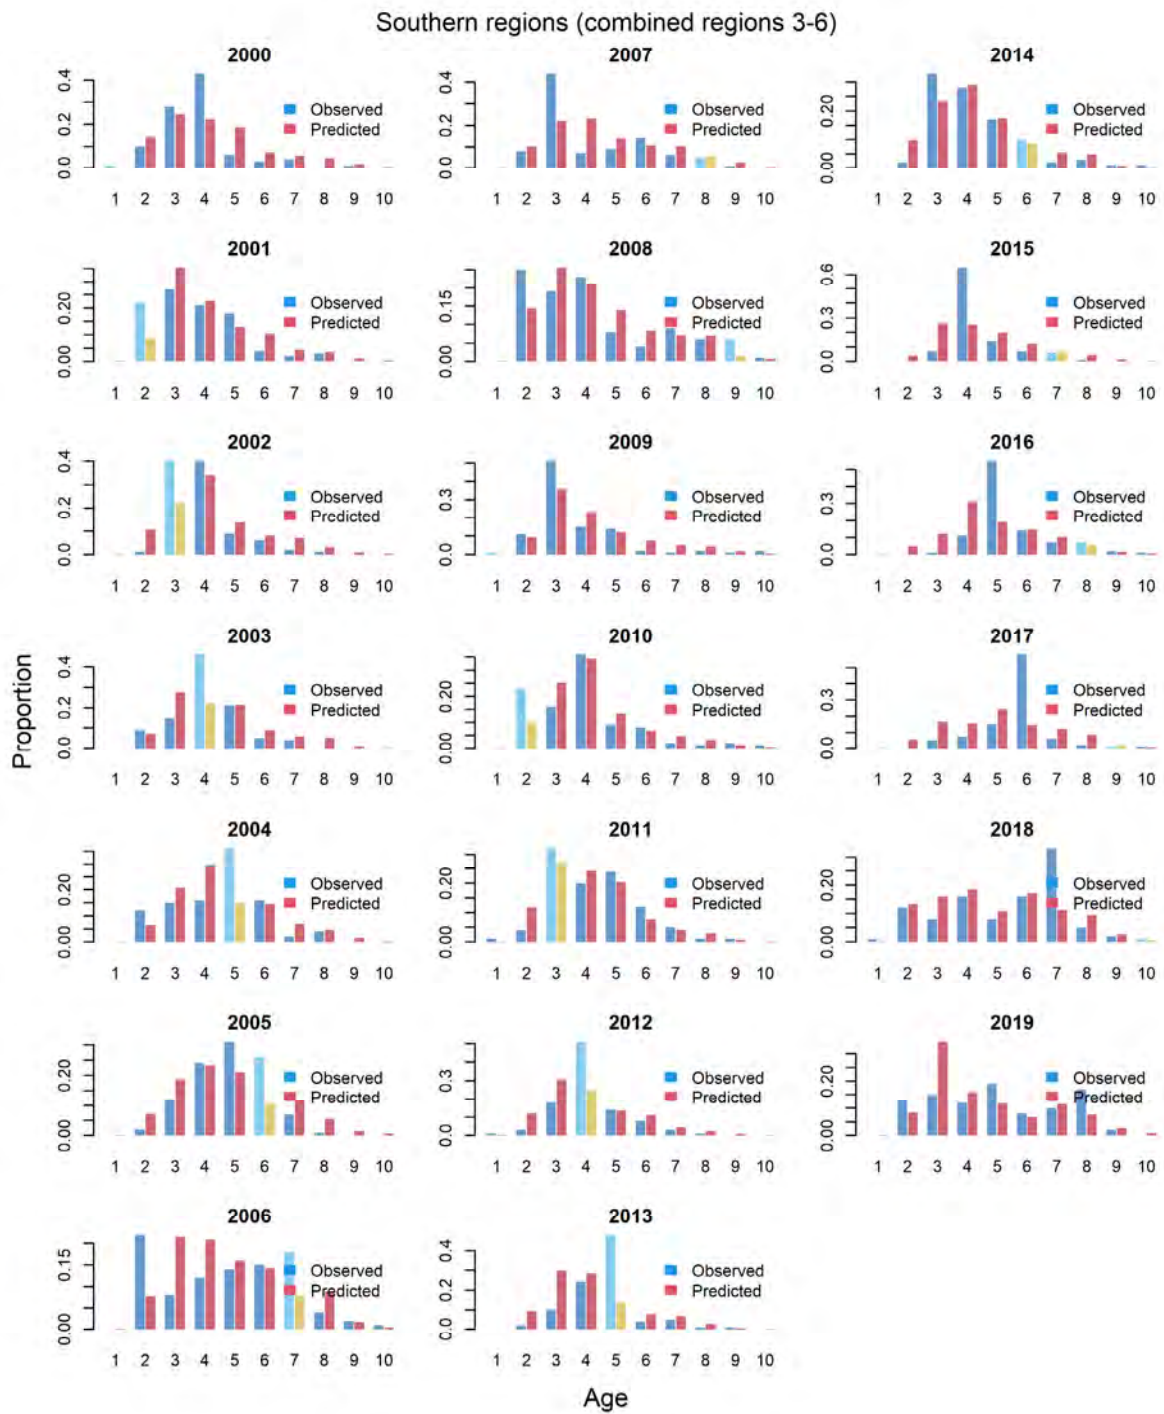 Southern regions (combined regions 3-6)
Proportion
2000
0.0 0.2 0.4
Observed
Predicted
1 2 3 4 5 6 7 8 9 10
2001
0.00 0.20
Observed
Predicted
1 2 3 4 5 6 7 8 9 10
2002
0.0 0.2 0.4
Observed
Predicted
1 2 3 4 5 6 7 8 9 10
2003
0.0 0.2 0.4
Observed
Predicted
1 2 3 4 5 6 7 8 9 10
2004
0.00 0.20
Observed
Predicted
1 2 3 4 5 6 7 8 9 10
2005
0.00 0.20
Observed
Predicted
1 2 3 4 5 6 7 8 9 10
2006
0.00 0.15
Observed
Predicted
1 2 3 4 5 6 7 8 9 10
2007
0.0 0.2 0.4
Observed
Predicted
1 2 3 4 5 6 7 8 9 10
2008
0.00 0.15
Observed
Predicted
1 2 3 4 5 6 7 8 9 10
2009
0.0 0.3
Observed
Predicted
1 2 3 4 5 6 7 8 9 10
2010
0.00 0.20
Observed
Predicted
1 2 3 4 5 6 7 8 9 10
2011
0.00 0.20
Observed
Predicted
1 2 3 4 5 6 7 8 9 10
2012
0.0 0.3
Observed
Predicted
1 2 3 4 5 6 7 8 9 10
2013
0.0 0.2 0.4
Observed
Predicted
1 2 3 4 5 6 7 8 9 10
2014
0.00 0.20
Observed
Predicted
1 2 3 4 5 6 7 8 9 10
2015
0.0 0.3 0.6
Observed
Predicted
1 2 3 4 5 6 7 8 9 10
2016
0.0 0.3
Observed
Predicted
1 2 3 4 5 6 7 8 9 10
2017
0.0 0.3
Observed
Predicted
1 2 3 4 5 6 7 8 9 10
2018
0.00 0.20
Observed
Predicted
1 2 3 4 5 6 7 8 9 10
2019
0.00 0.20
Observed
Predicted
1 2 3 4 5 6 7 8 9 10
Age